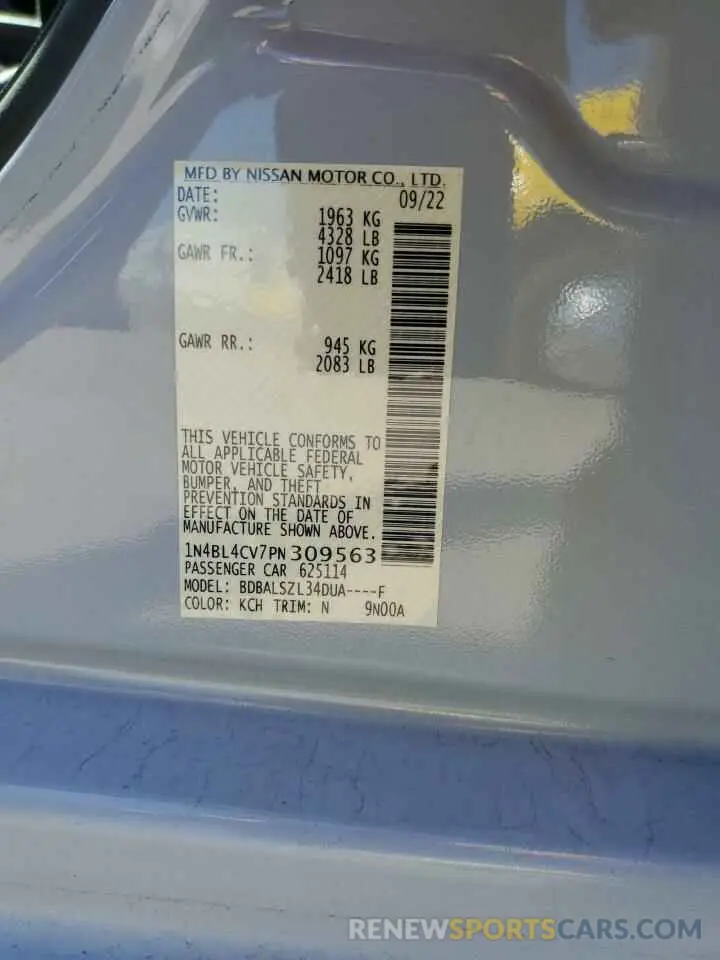 MFD BY NISSAN MOTOR CO., LTD.
DATE: 09/22
GVWR: 1963 KG
4328 LB
GAWR FR.: 1097 KG
2418 LB
GAWR RR.: 945 KG
2083 LB
THIS VEHICLE CONFORMS TO
ALL APPLICABLE FEDERAL
MOTOR VEHICLE SAFETY,
BUMPER, AND THEFT
PREVENTION STANDARDS IN
EFFECT ON THE DATE OF
MANUFACTURE SHOWN ABOVE.
1N4BL4CV7PN309563
PASSENGER CAR 625114
MODEL: BDBALSZL34DUA----F
COLOR: KCH TRIM: N 9N00A
RENEWSPORTSCARS.COM